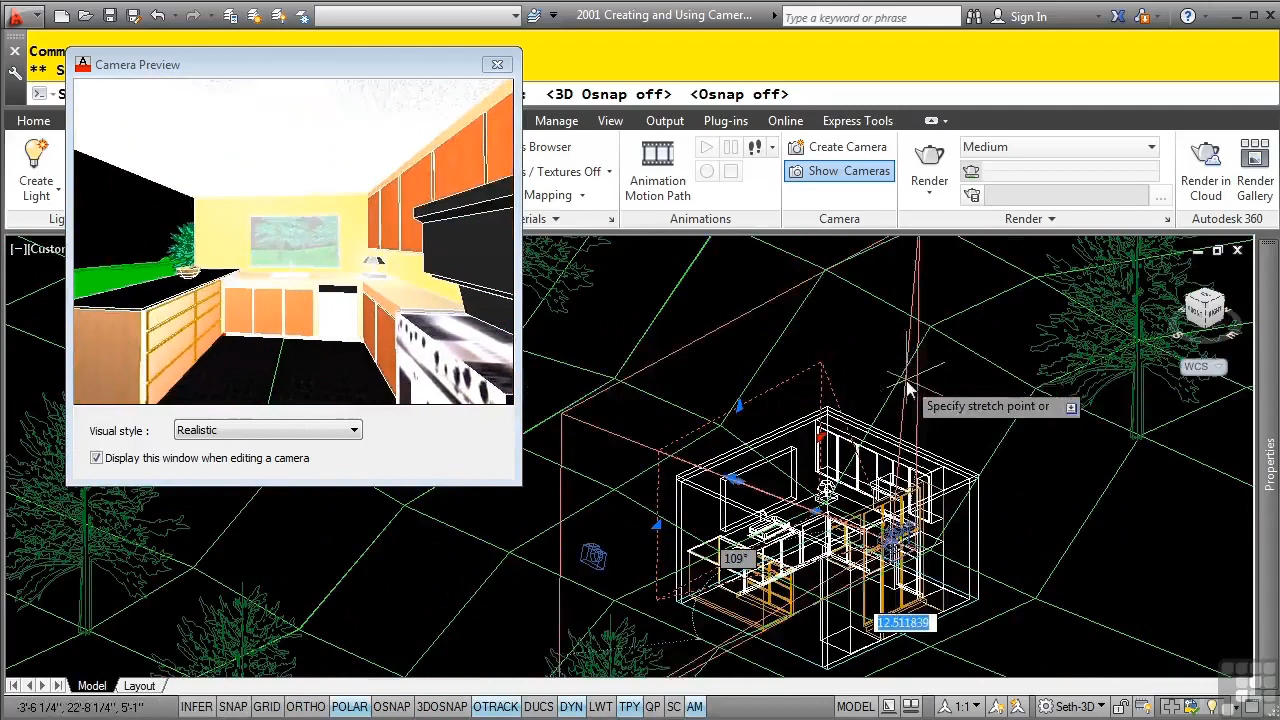 2001 Creating and Using Camer...
Type a keyword or phrase
Sign In
Comm
** S
Camera Preview
<3D Osnap off> <Osnap off>
Home
Manage
View
Output
Plug-ins
Online
Express Tools
Create
Light
s Browser
/ Textures Off
Mapping
Animation
Motion Path
Create Camera
Show Cameras
Medium
Render
Render in
Cloud
Render
Gallery
Lig
terials
Animations
Camera
Render
Autodesk 360
[−]|Custo
WCS
Specify stretch point or
Visual style :
Realistic
Display this window when editing a camera
109°
12.511839
Properties
Model
Layout
-3'-6 1/4", 22'-8 1/4", 5'-1"
INFER
SNAP
GRID
ORTHO
POLAR
OSNAP
3DOSNAP
OTRACK
DUCS
DYN
LWT
TPY
QP
SC
AM
MODEL
1:1
Seth-3D